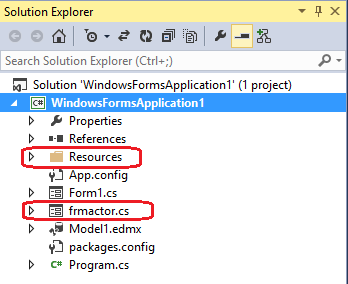 Solution Explorer
Search Solution Explorer (Ctrl+;)
Solution 'WindowsFormsApplication1' (1 project)
C# WindowsFormsApplication1
Properties
References
Resources
App.config
Form1.cs
frmactor.cs
Model1.edmx
packages.config
C# Program.cs